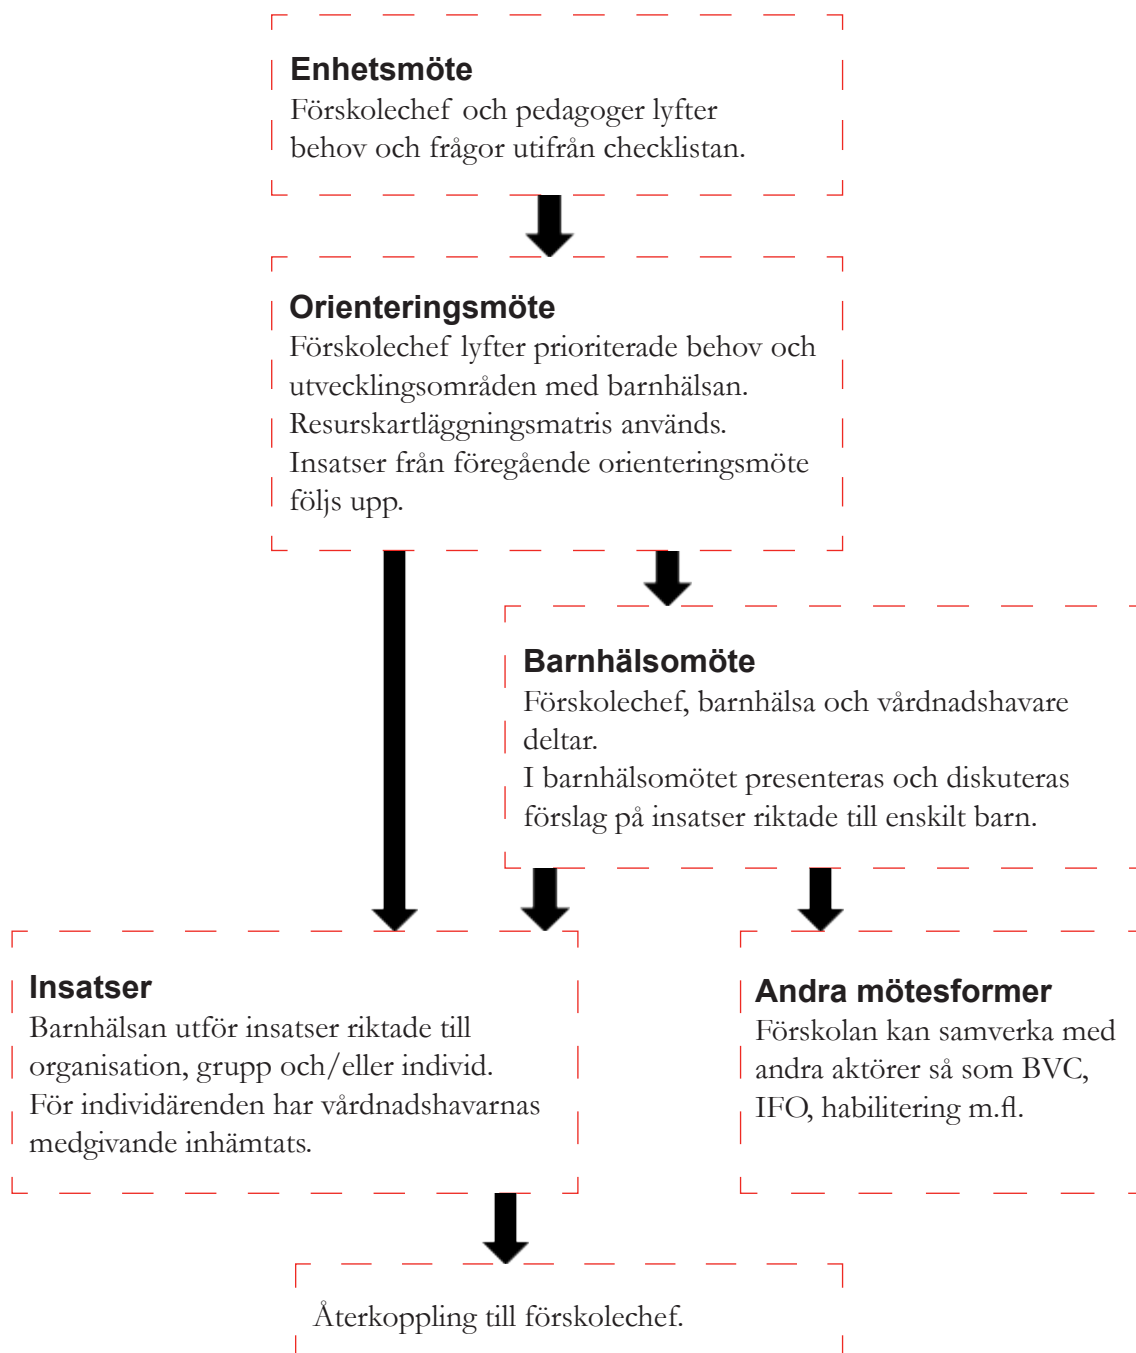 Enhetsmöte
Förskolechef och pedagoger lyfter
behov och frågor utifrån checklistan.
Orienteringsmöte
Förskolechef lyfter prioriterade behov och
utvecklingsområden med barnhälsan.
Resurskartläggningsmatris används.
Insatser från föregående orienteringsmöte
följs upp.
Barnhälsomöte
Förskolechef, barnhälsa och vårdnadshavare
deltar.
I barnhälsomötet presenteras och diskuteras
förslag på insatser riktade till enskilt barn.
Insatser
Barnhälsan utför insatser riktade till
organisation, grupp och/eller individ.
För individärenden har vårdnadshavarnas
medgivande inhämtats.
Andra mötesformer
Förskolan kan samverka med
andra aktörer så som BVC,
IFO, habilitering m.fl.
Återkoppling till förskolechef.